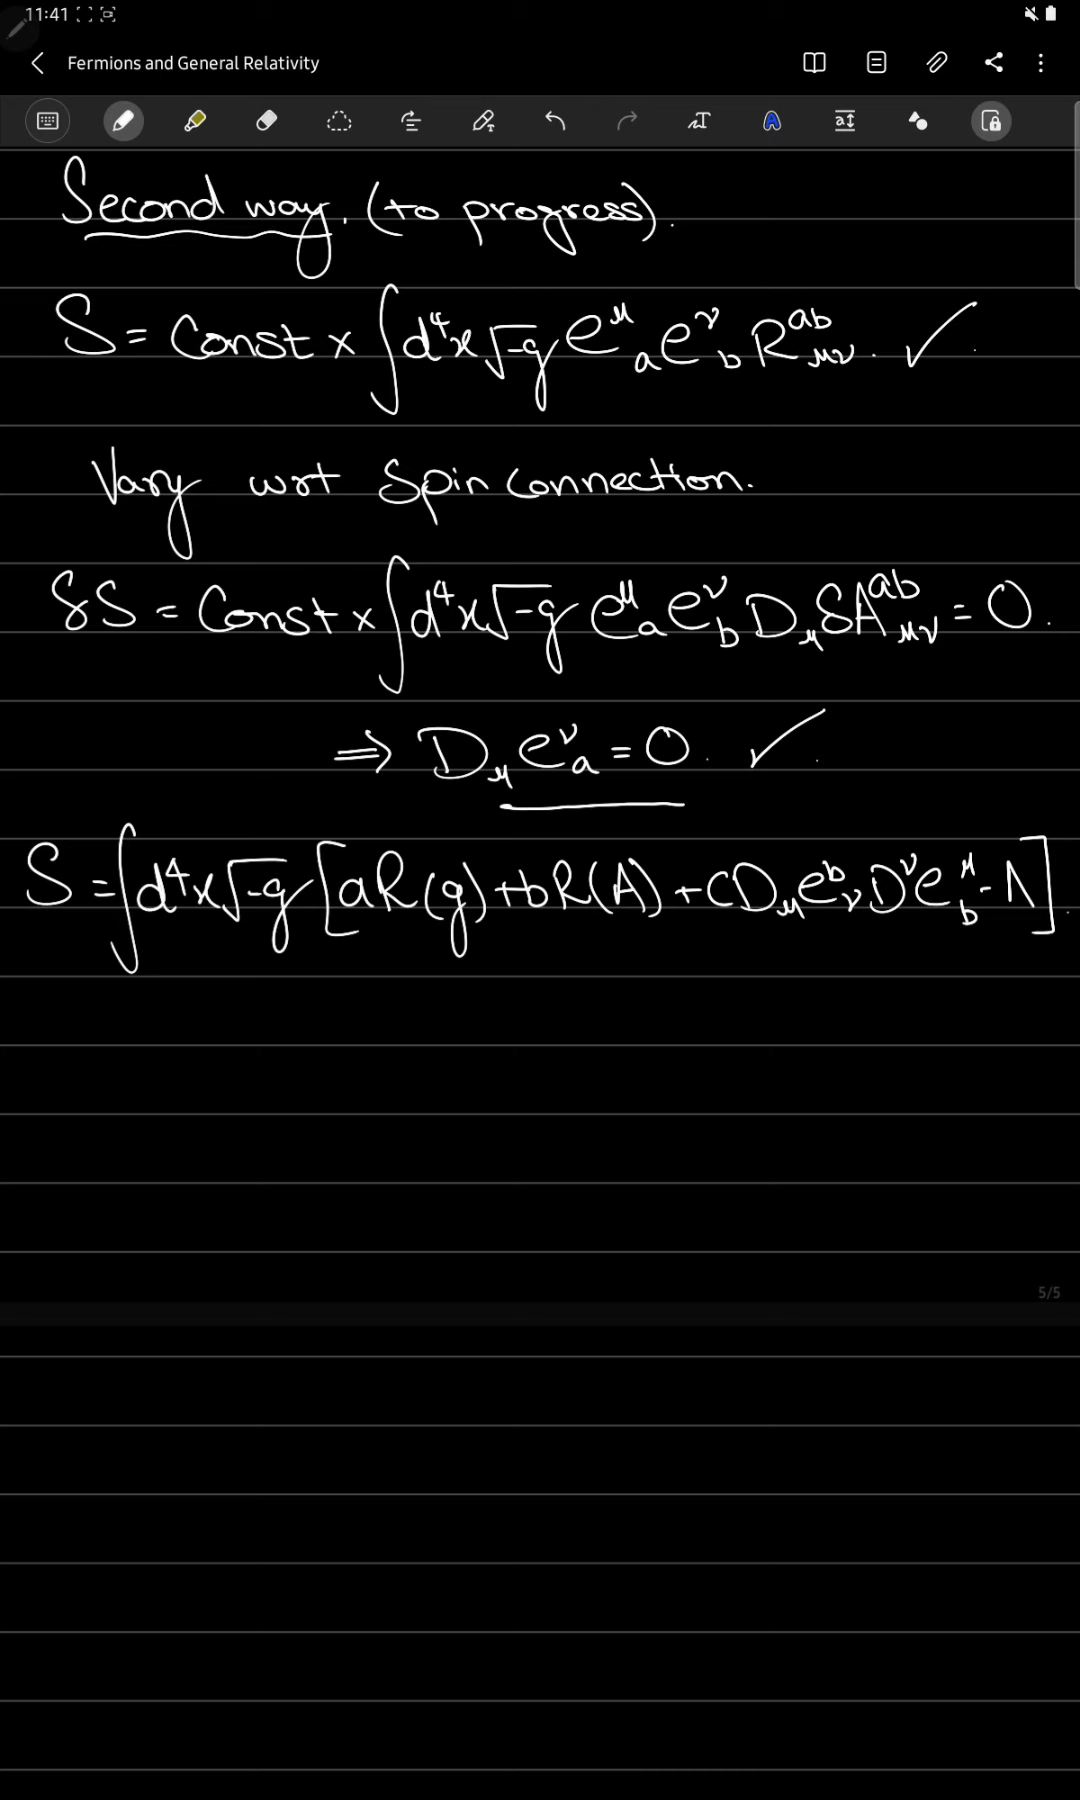 11:41
Fermions and General Relativity
Second way. (to progress).
S = Const × ∫d⁴x√-g e^μ_a e^ν_b R^ab_μν. ✓
Vary wrt Spin connection.
δS = Const × ∫d⁴x√-g e^μ_a e^ν_b D_μ δA^ab_μν = 0.
⇒ D_μ e^ν_a = 0. ✓
S = ∫d⁴x√-g [aR(g) + bR(A) + cD_μ e^b_ν D^ν e^μ_b - Λ].
5/5